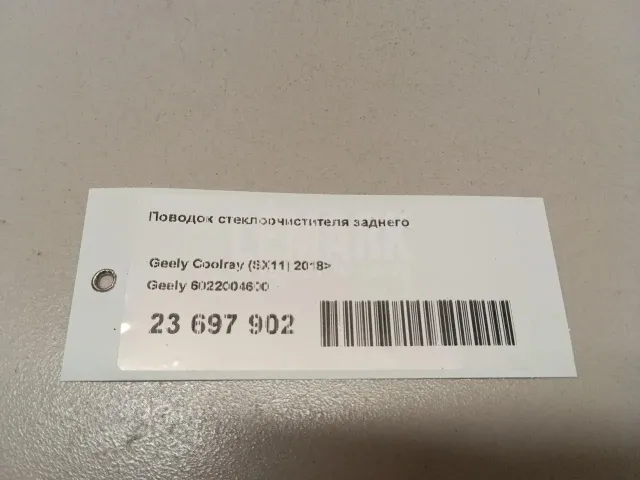 Поводок стеклоочистителя заднего
Geely Coolray (SX11) 2018>
Geely 6022004600
23 697 902